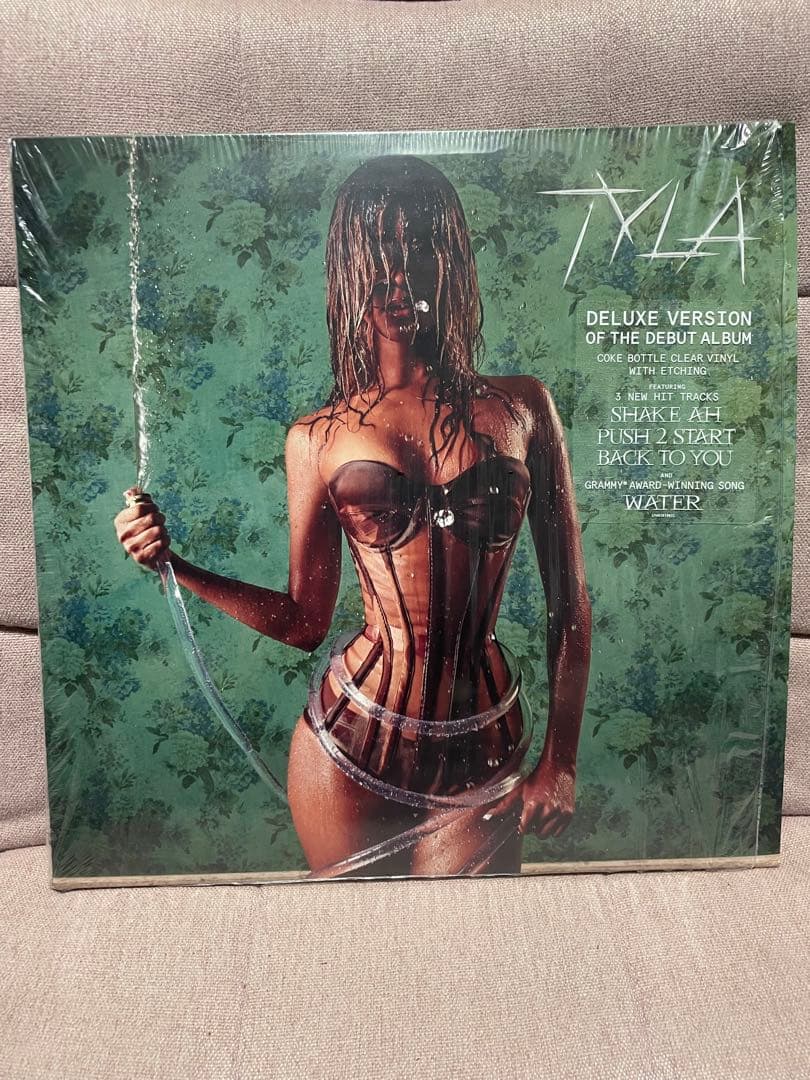 TYLA
DELUXE VERSION
OF THE DEBUT ALBUM
COKE BOTTLE CLEAR VINYL
WITH ETCHING
FEATURING
3 NEW HIT TRACKS
SHAKE AH
PUSH 2 START
BACK TO YOU
AND
GRAMMY® AWARD-WINNING SONG
WATER